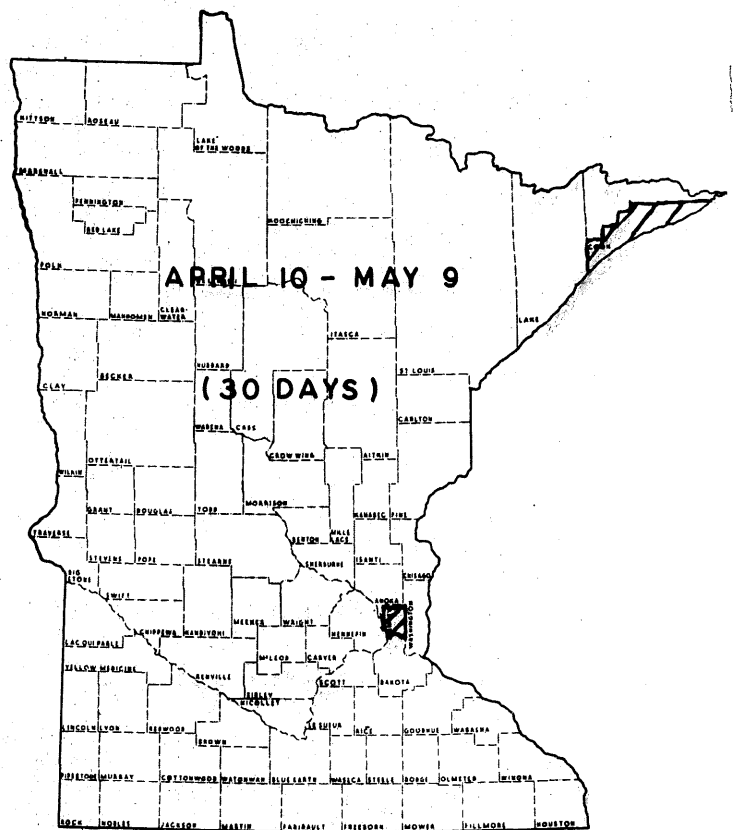 KITTSON ROSEAU
LAKE
OF THE WOODS
MARSHALL
PENNINGTON
RED LAKE
KOOCHICHING
COOK
POLK
APRIL 10 - MAY 9
NORMAN MAHNOMEN CLEAR-
WATER
LAKE
ITASCA
HUBBARD
ST LOUIS
CLAY BECKER
(30 DAYS)
WADENA CASS
CARLTON
OTTERTAIL
CROW WING AITKIN
WILKIN
GRANT DOUGLAS TODD
MORRISON
KANABEC PINE
TRAVERSE
MILLE
LACS
BENTON
STEVENS POPE STEARNS
SHERBURNE
ISANTI
BIG
STONE
CHISAGO
SWIFT
ANOKA
MEEKER WRIGHT
WASHINGTON
CHIPPEWA KANDIYOHI
HENNEPIN
LAC QUI PARLE
MCLEOD CARVER
YELLOW MEDICINE
RENVILLE
SCOTT DAKOTA
SIBLEY
NICOLLET
LINCOLN LYON REDWOOD
LE SUEUR RICE GOODHUE WABASHA
BROWN
PIPESTONE MURRAY COTTONWOOD WATONWAN BLUE EARTH WASECA STEELE DODGE OLMSTED WINONA
ROCK NOBLES JACKSON MARTIN FARIBAULT FREEBORN MOWER FILLMORE HOUSTON